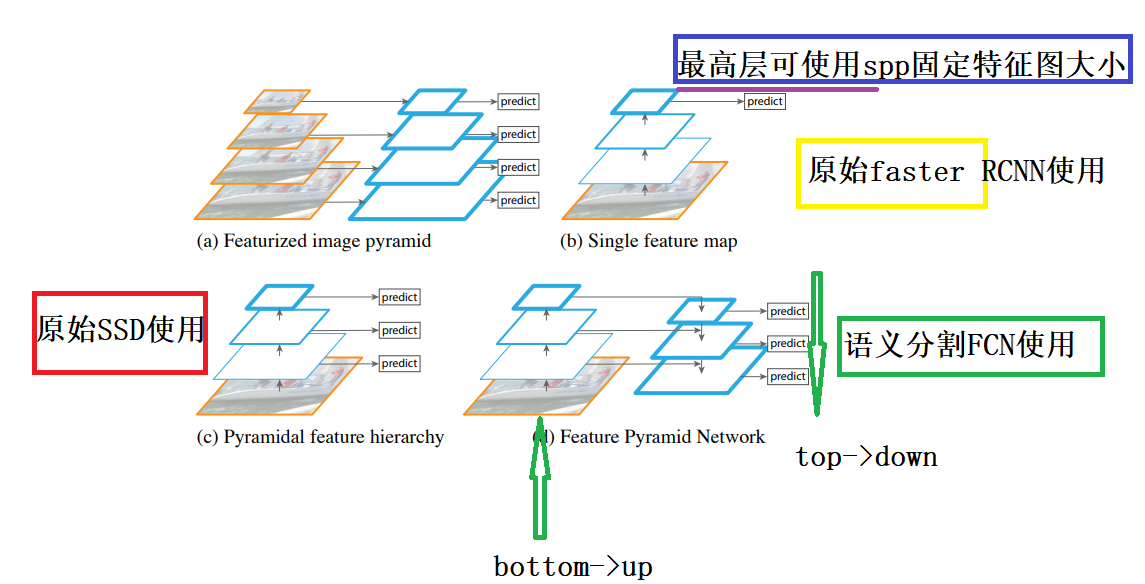 最高层可使用spp固定特征图大小
predict
predict
predict
predict
predict
原始faster RCNN使用
(a) Featurized image pyramid
(b) Single feature map
原始SSD使用
predict
predict
predict
predict
predict
predict
语义分割FCN使用
(c) Pyramidal feature hierarchy
(d) Feature Pyramid Network
top->down
bottom->up